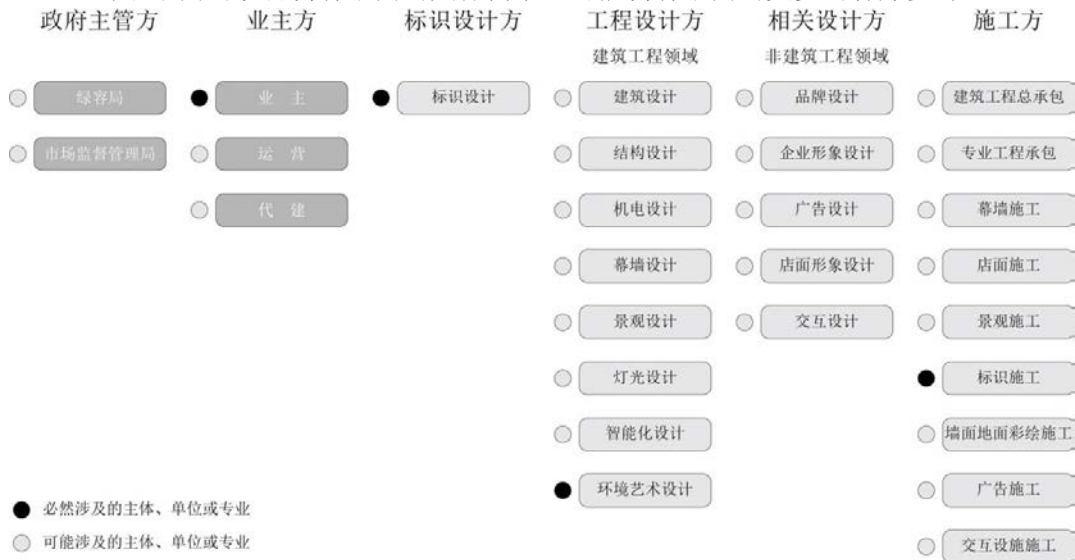 政府主管方 业主方 标识设计方 工程设计方 相关设计方 施工方
建筑工程领域 非建筑工程领域
绿容局 业 主 标识设计 建筑设计 品牌设计 建筑工程总承包
市场监督管理局 运 营 结构设计 企业形象设计 专业工程承包
代 建 机电设计 广告设计 幕墙施工
幕墙设计 店面形象设计 店面施工
景观设计 交互设计 景观施工
灯光设计 标识施工
智能化设计 墙面地面彩绘施工
环境艺术设计 广告施工
必然涉及的主体、单位或专业
可能涉及的主体、单位或专业 交互设施施工